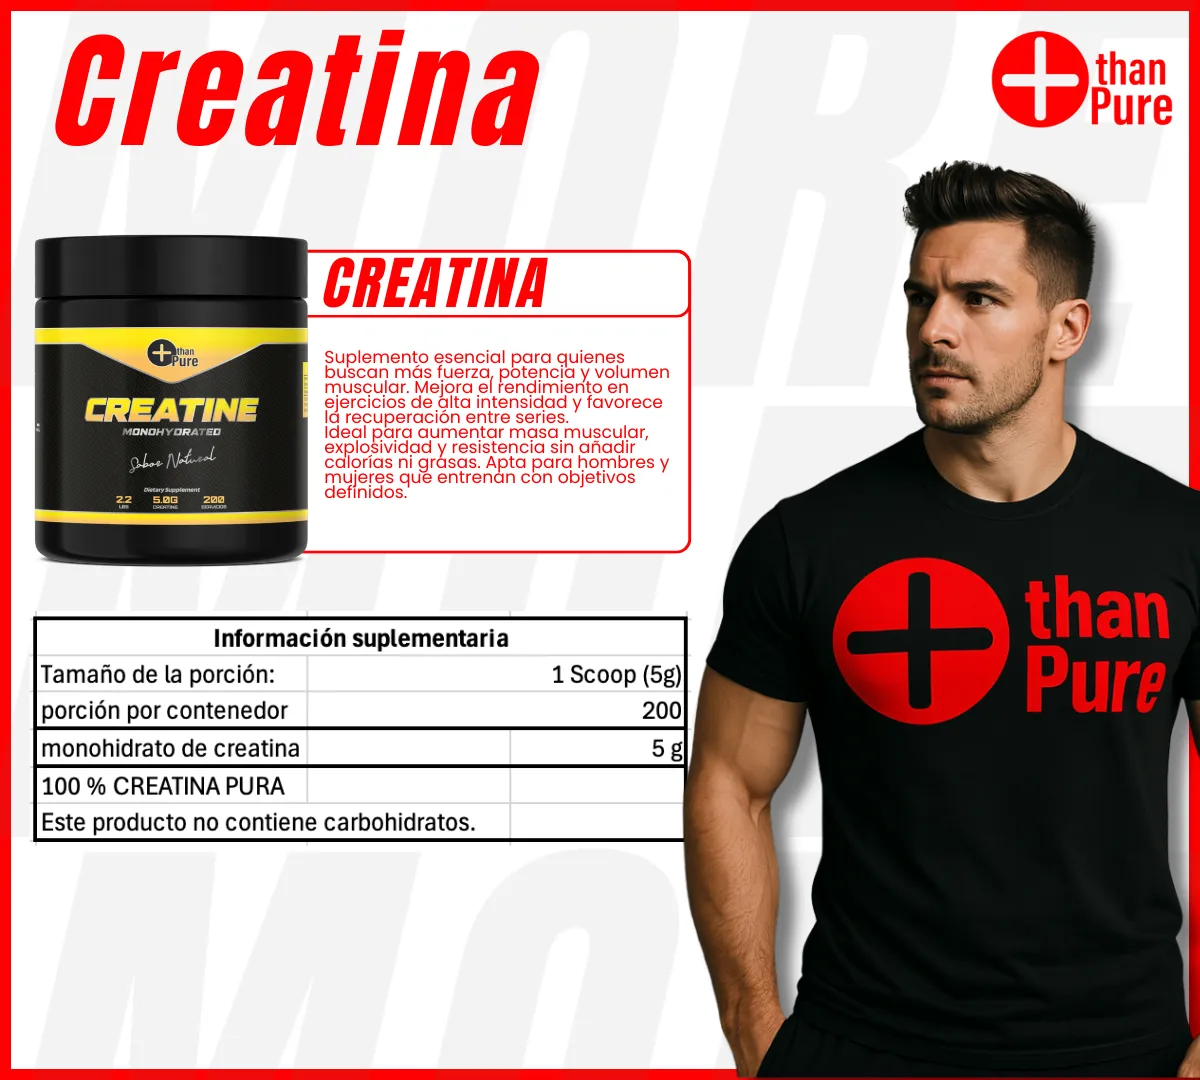 Creatina
than
Pure
CREATINA
Suplemento esencial para quienes
buscan más fuerza, potencia y volumen
muscular. Mejora el rendimiento en
ejercicios de alta intensidad y favorece
la recuperación entre series.
Ideal para aumentar masa muscular,
explosividad y resistencia sin añadir
calorías ni grasas. Apta para hombres y
mujeres que entrenan con objetivos
definidos.
than
Pure
CREATINE
MONOHYDRATED
Sabor Natural
Dietary Supplement
2.2 5.0G 200
LBS CREATINE SERVICIOS
Información suplementaria
Tamaño de la porción: 1 Scoop (5g)
porción por contenedor 200
monohidrato de creatina 5 g
100 % CREATINA PURA
Este producto no contiene carbohidratos.
than
Pure
MORE
MORE